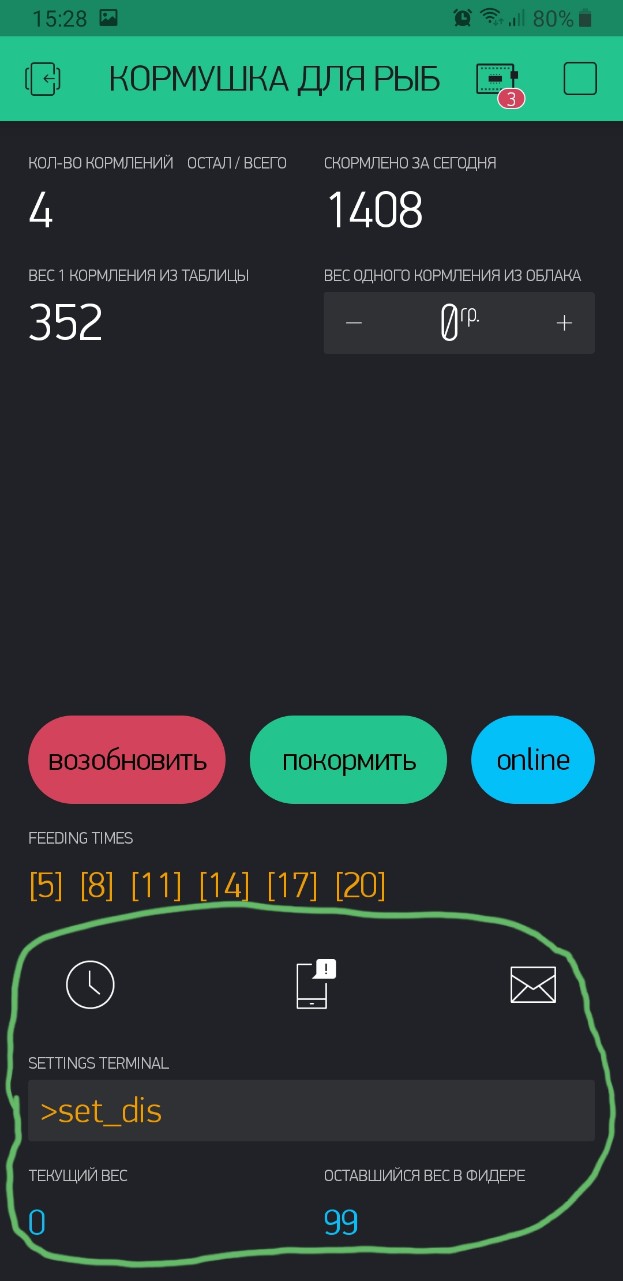 15:28 80%
КОРМУШКА ДЛЯ РЫБ 3
КОЛ-ВО КОРМЛЕНИЙ ОСТАЛ / ВСЕГО СКОРМЛЕНО ЗА СЕГОДНЯ
4 1408
ВЕС 1 КОРМЛЕНИЯ ИЗ ТАБЛИЦЫ ВЕС ОДНОГО КОРМЛЕНИЯ ИЗ ОБЛАКА
352 – 0гр. +
возобновить покормить online
FEEDING TIMES
[5] [8] [11] [14] [17] [20]
!
SETTINGS TERMINAL
>set_dis
ТЕКУЩИЙ ВЕС ОСТАВШИЙСЯ ВЕС В ФИДЕРЕ
0 99